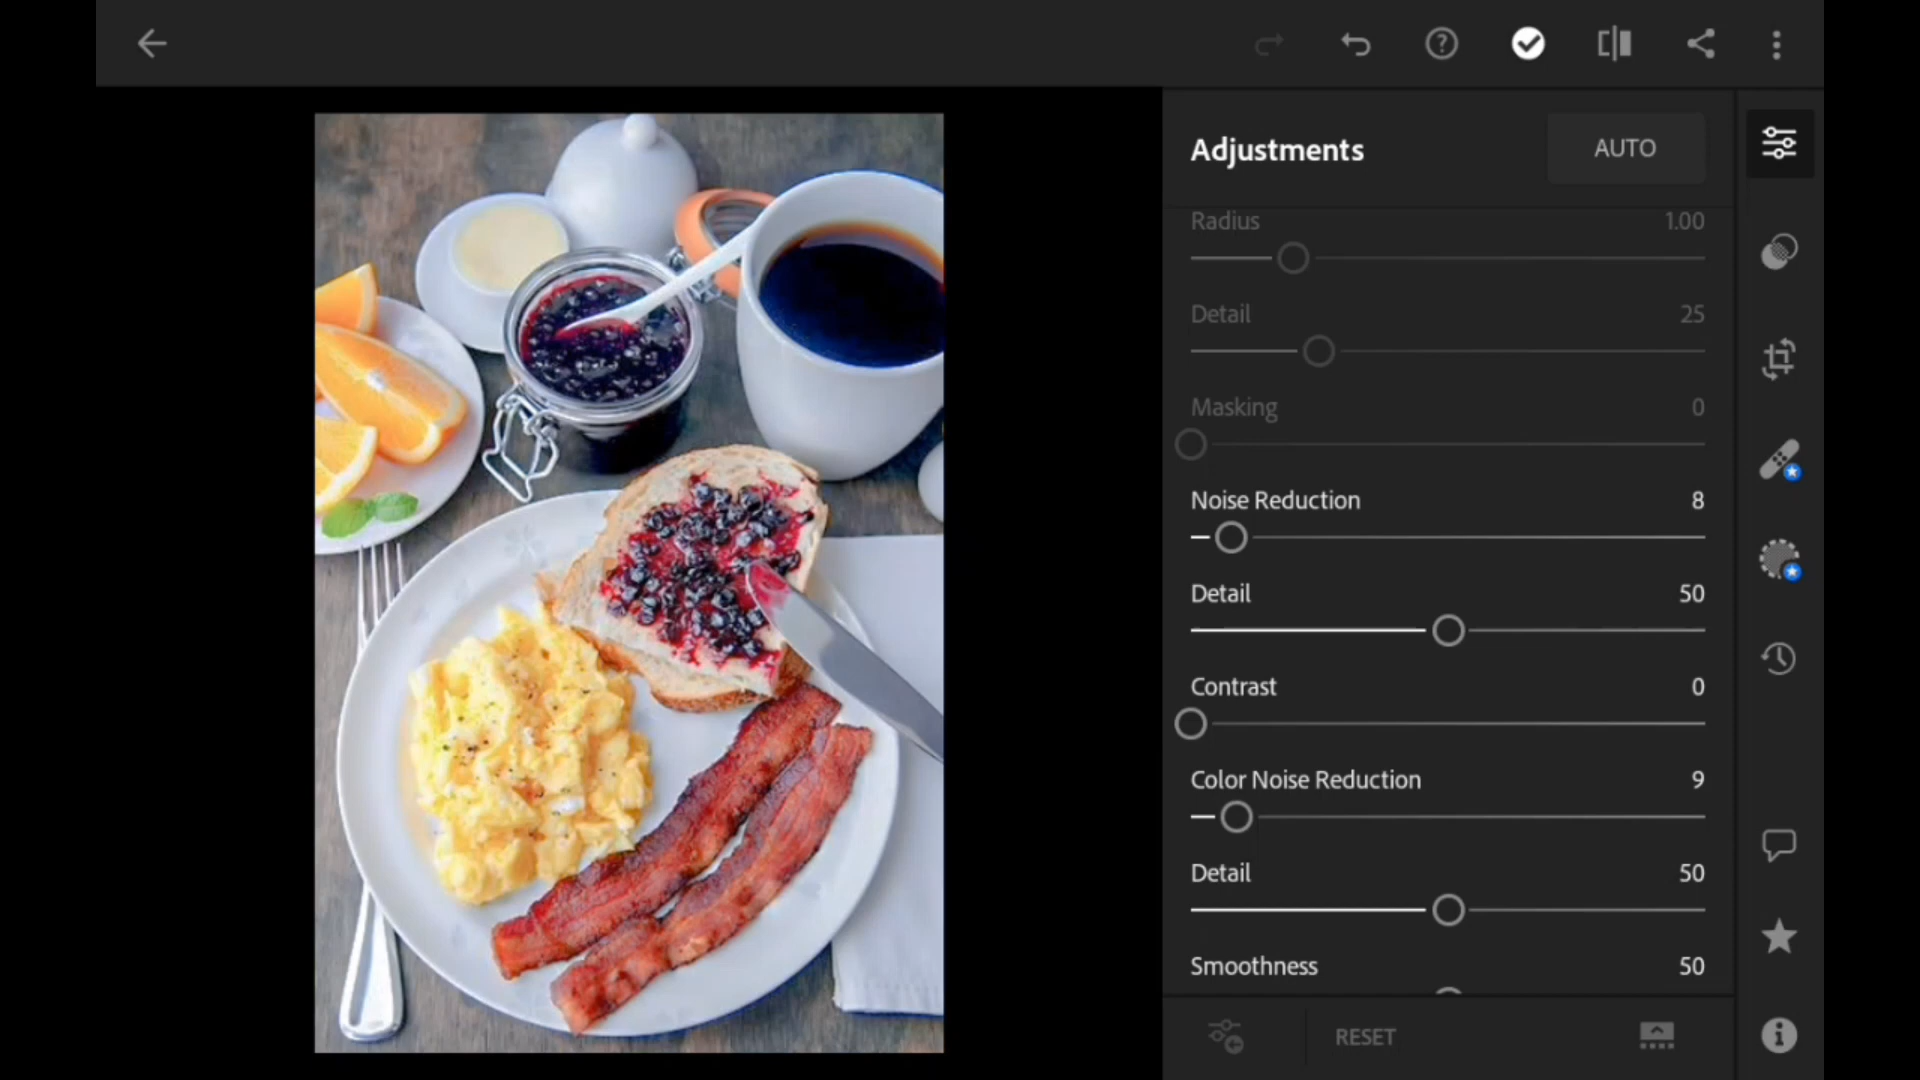 Adjustments
AUTO
Radius 1.00
Detail 25
Masking 0
Noise Reduction 8
Detail 50
Contrast 0
Color Noise Reduction 9
Detail 50
Smoothness 50
RESET